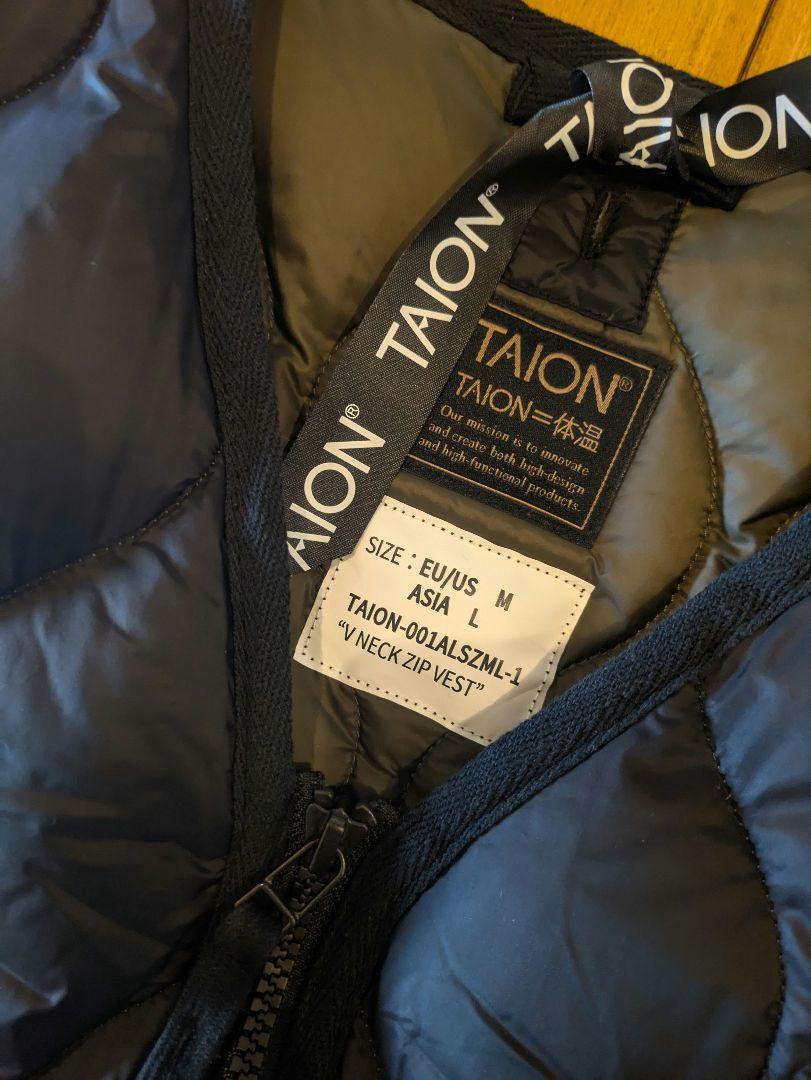 TAION
TAION
TAION®
TAION®
TAION®
TAION=体温
Our mission is to innovate
and create both high-design
and high-functional products.
SIZE : EU/US M
ASIA L
TAION-001ALSZML-1
"V NECK ZIP VEST"